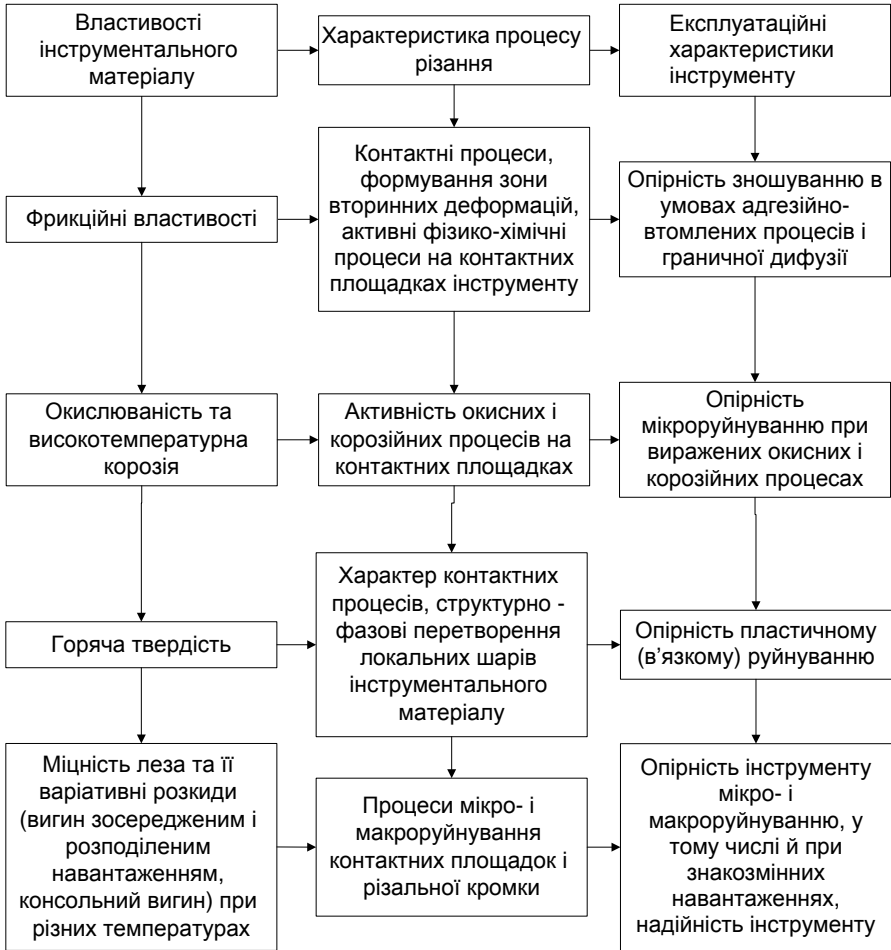 Властивості
інструментального
матеріалу
Характеристика процесу
різання
Експлуатаційні
характеристики
інструменту
Фрикційні властивості
Контактні процеси,
формування зони
вторинних деформацій,
активні фізико-хімічні
процеси на контактних
площадках інструменту
Опірність зношуванню в
умовах адгезійно-
втомлених процесів і
граничної дифузії
Окислюваність та
високотемпературна
корозія
Активність окисних і
корозійних процесів на
контактних площадках
Опірність
мікроруйнуванню при
виражених окисних і
корозійних процесах
Горяча твердість
Характер контактних
процесів, структурно -
фазові перетворення
локальних шарів
інструментального
матеріалу
Опірність пластичному
(в’язкому) руйнуванню
Міцність леза та її
варіативні розкиди
(вигин зосередженим і
розподіленим
навантаженням,
консольний вигин) при
різних температурах
Процеси мікро- і
макроруйнування
контактних площадок і
різальної кромки
Опірність інструменту
мікро- і
макроруйнуванню, у
тому числі й при
знакозмінних
навантаженнях,
надійність інструменту